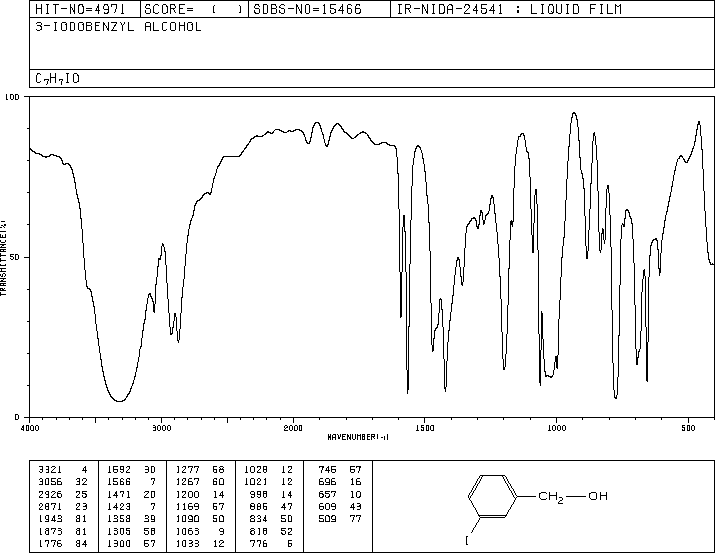 HIT-NO=4971 SCORE= ( ) SDBS-NO=15466 IR-NIDA-24541 : LIQUID FILM
3-IODOBENZYL ALCOHOL
C7H7IO
100
50
0
TRANSMITTANCE(%)
4000 3000 2000 1500 1000 500
WAVENUMBER(-1)
3321 4 1592 30 1277 58 1028 12 745 57
3056 32 1566 7 1267 60 1021 12 696 16
2926 25 1471 20 1200 14 998 14 657 10
2871 23 1423 7 1169 57 886 47 609 43
1943 81 1358 39 1090 50 834 50 509 77
1873 81 1305 58 1063 9 818 52
1776 84 1300 57 1033 12 776 5
CH2 OH
I